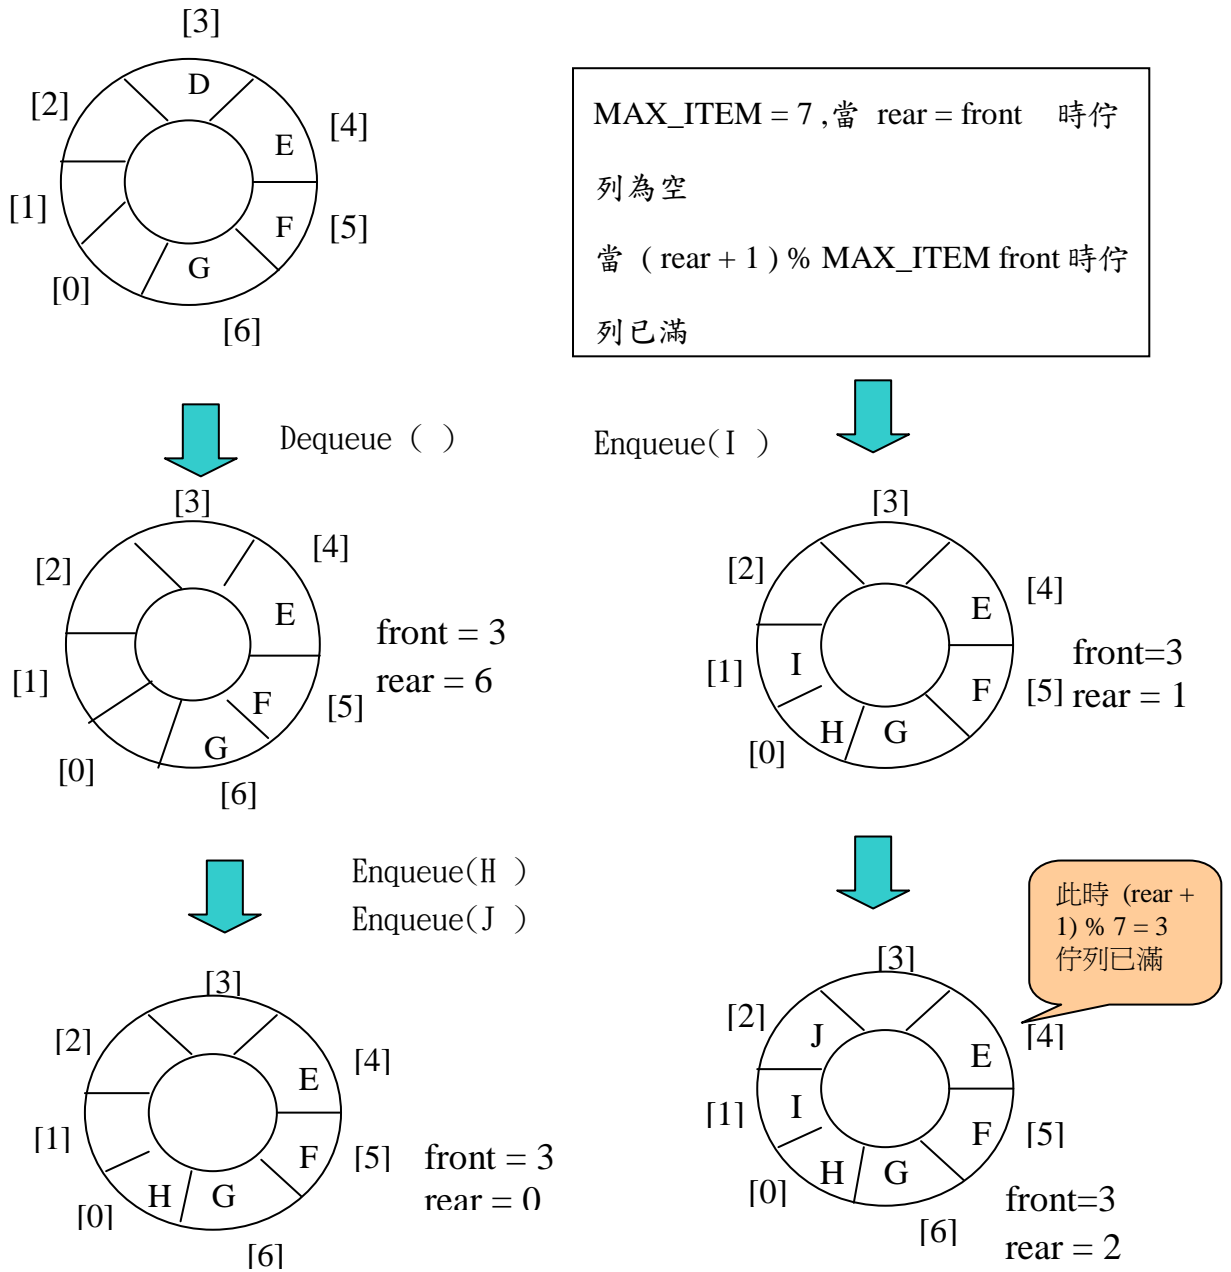 [3]
D
[2]
[4]
E
[1]
F
[5]
G
[0]
[6]
MAX_ITEM = 7 ,當 rear = front 時佇
列為空
當 ( rear + 1 ) % MAX_ITEM front 時佇
列已滿
Dequeue ( )
[3]
[4]
[2]
E
front = 3
[1]
rear = 6
F
[5]
G
[0]
[6]
Enqueue(H )
Enqueue(J )
[3]
[2]
[4]
E
[1]
F
[5]
front = 3
H
G
rear = 0
[0]
[6]
Enqueue(I )
[3]
[2]
[4]
E
front=3
[1]
I
F
[5]
rear = 1
H
G
[0]
此時 (rear +
1) % 7 = 3
佇列已滿
[3]
[2]
J
[4]
E
[1]
I
F
[5]
H
G
[0]
front=3
[6]
rear = 2